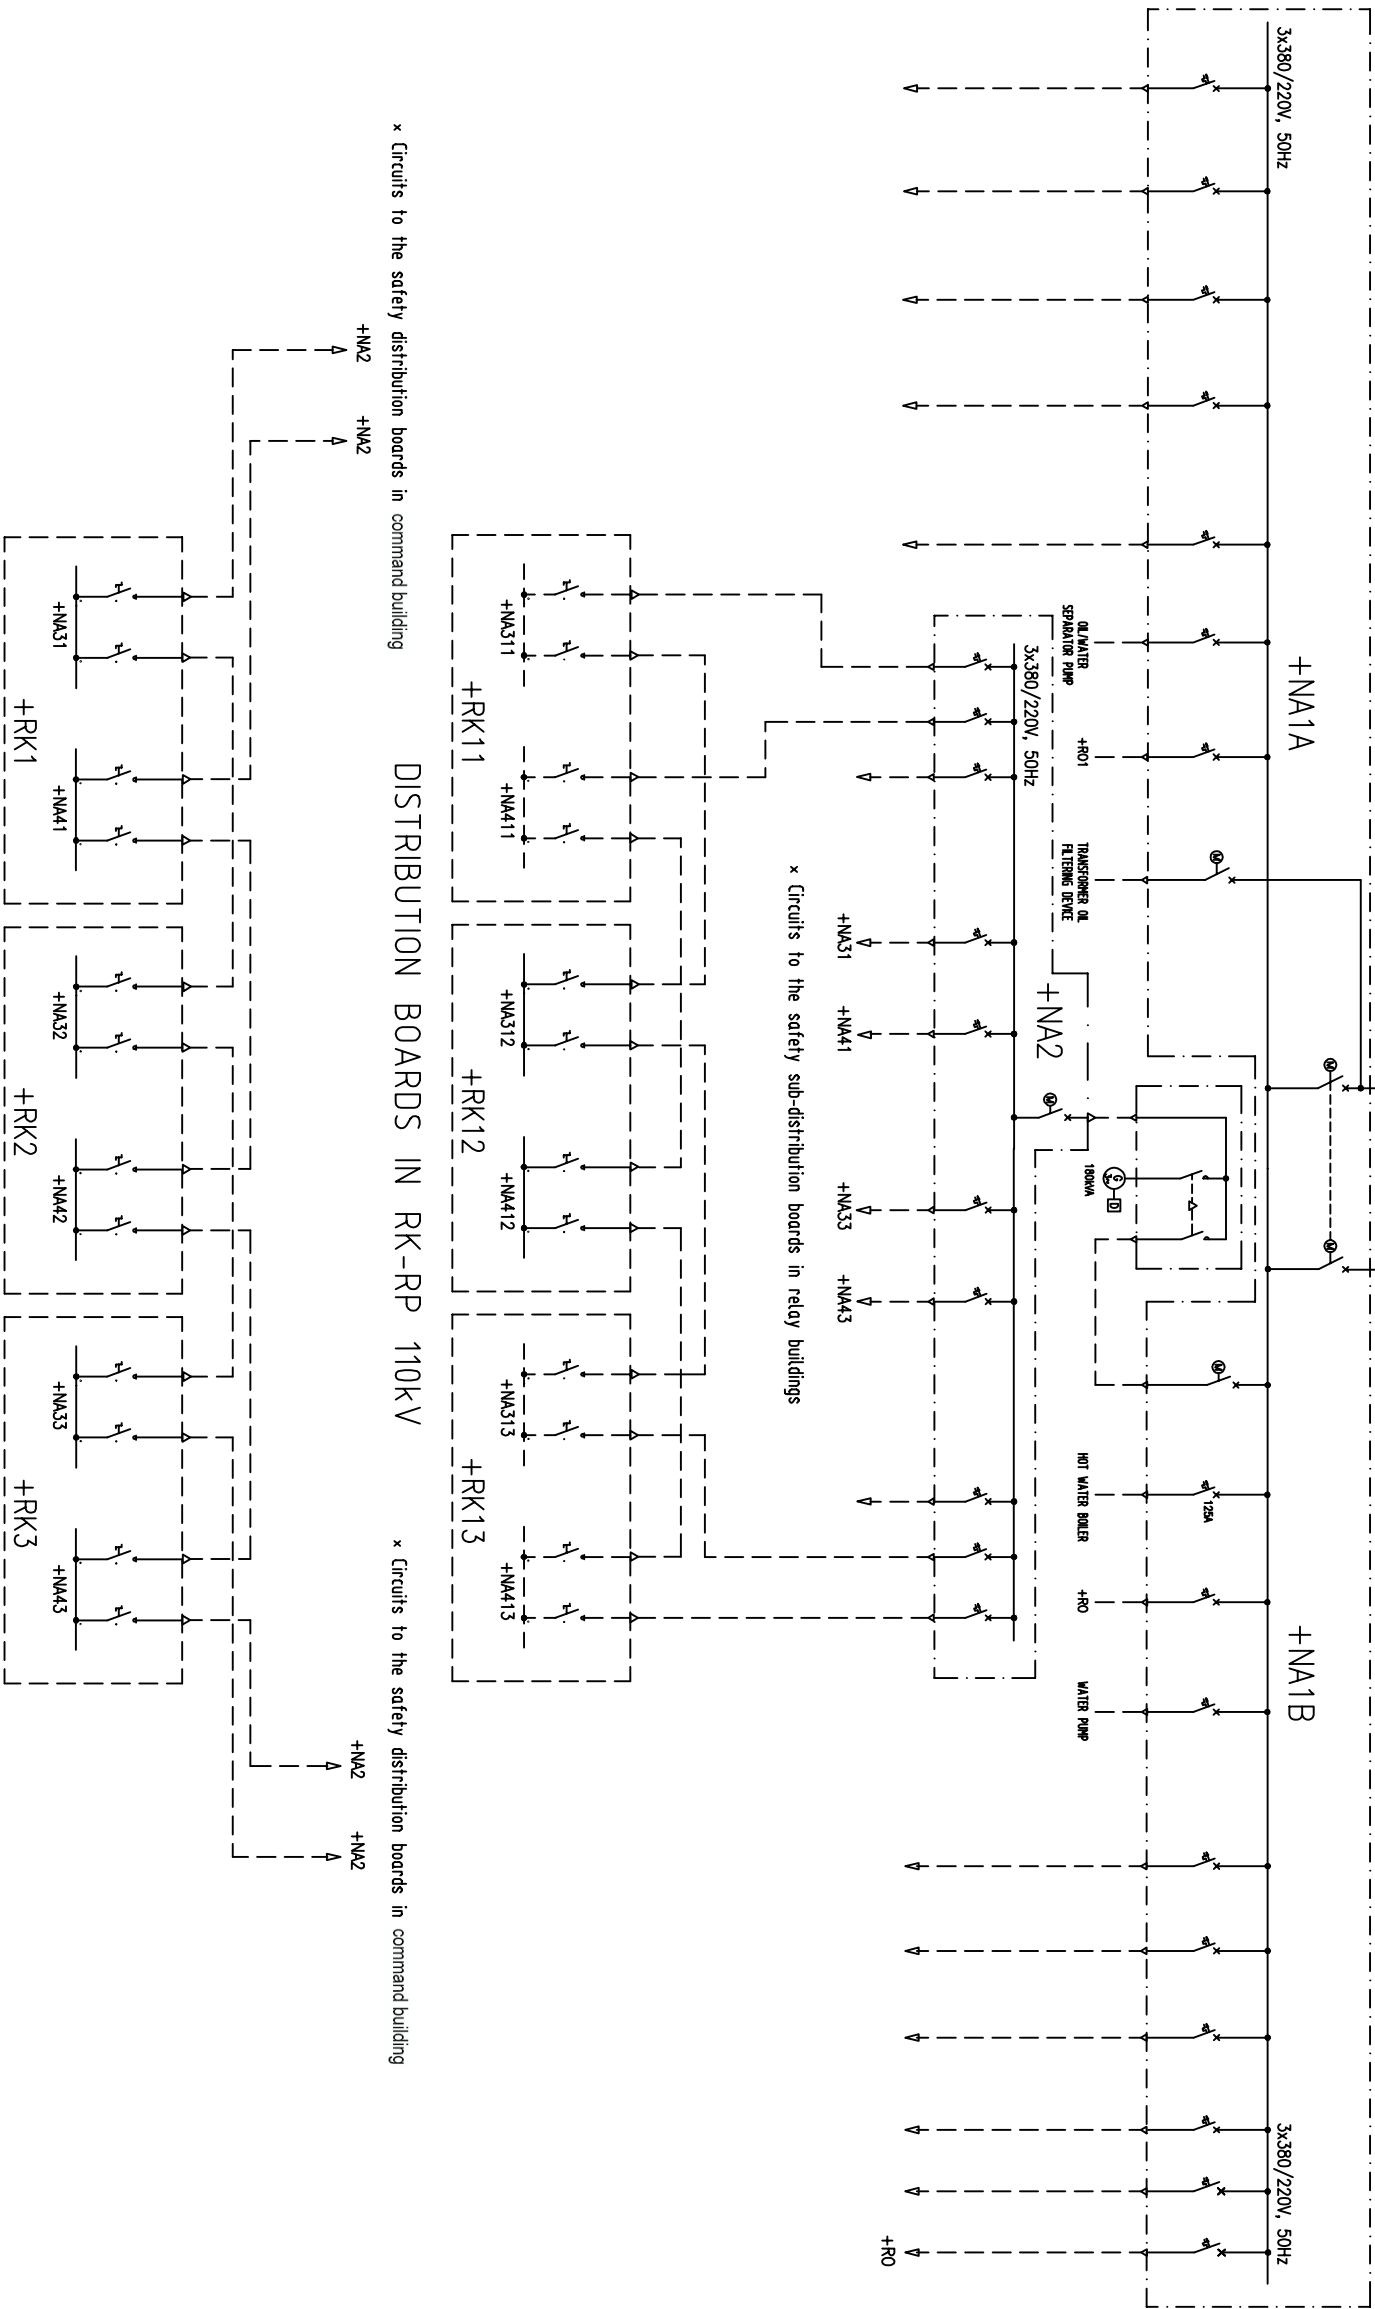 3x380/220V, 50Hz
+NA1A
+NA1B
3x380/220V, 50Hz
125A
OIL/WATER
SEPARATOR PUMP
+RO1
TRANSFORMER OIL
FILTERING DEVICE
M
M
M
M
G
3~
D
180kVA
HOT WATER BOILER
+RO
WATER PUMP
+RO
+NA2
M
3x380/220V, 50Hz
+NA31
+NA41
+NA33
+NA43
× Circuits to the safety sub-distribution boards in relay buildings
+NA311
+NA411
+NA312
+NA412
+NA313
+NA413
+RK11
+RK12
+RK13
DISTRIBUTION BOARDS IN RK-RP 110kV
× Circuits to the safety distribution boards in command building
× Circuits to the safety distribution boards in command building
+NA2
+NA2
+NA2
+NA2
+NA31
+NA41
+NA32
+NA42
+NA33
+NA43
+RK1
+RK2
+RK3